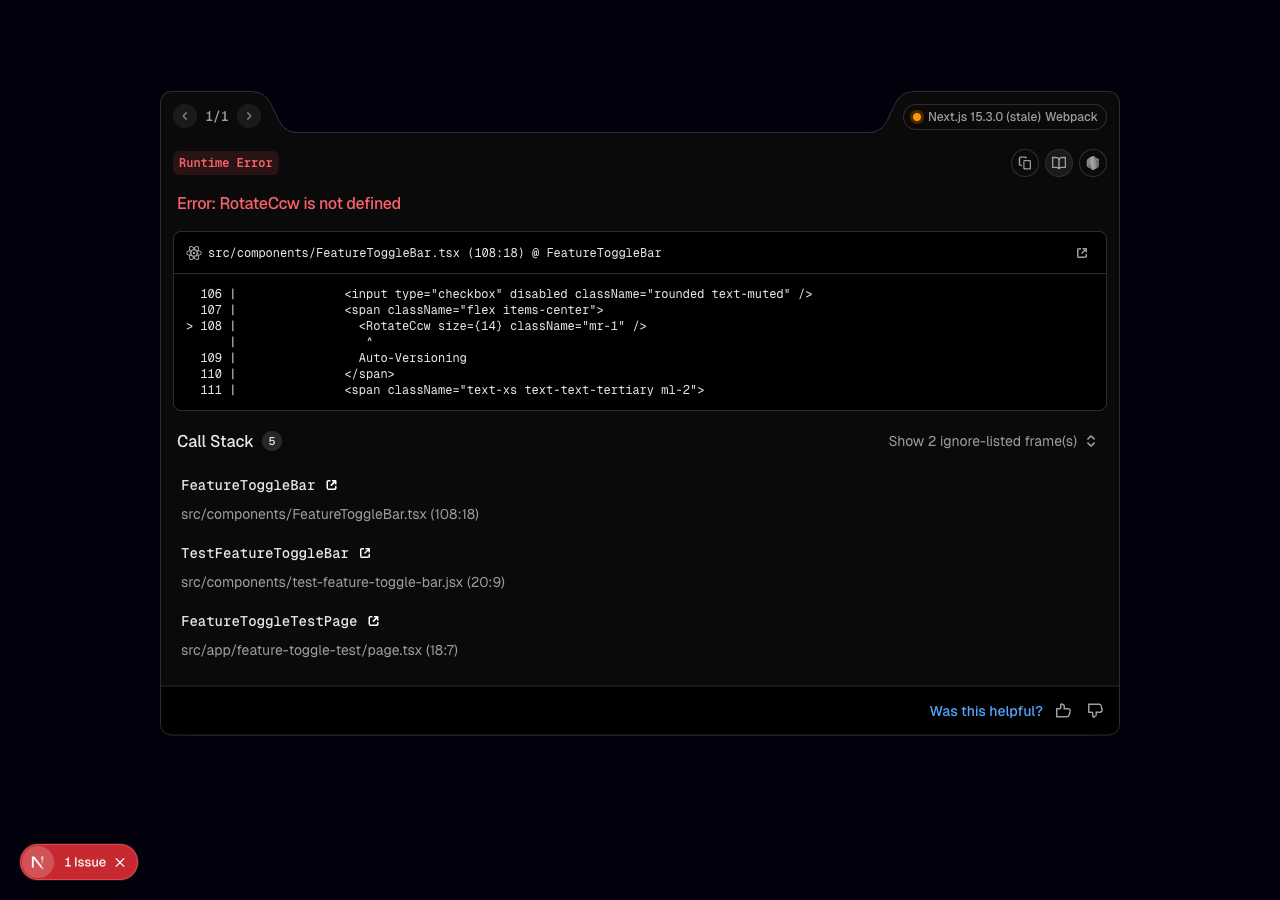 1/1
Next.js 15.3.0 (stale) Webpack
Runtime Error
Error: RotateCcw is not defined
src/components/FeatureToggleBar.tsx (108:18) @ FeatureToggleBar
106 | <input type="checkbox" disabled className="rounded text-muted" />
107 | <span className="flex items-center">
> 108 | <RotateCcw size={14} className="mr-1" />
| ^
109 | Auto-Versioning
110 | </span>
111 | <span className="text-xs text-text-tertiary ml-2">
Call Stack 5
Show 2 ignore-listed frame(s)
FeatureToggleBar
src/components/FeatureToggleBar.tsx (108:18)
TestFeatureToggleBar
src/components/test-feature-toggle-bar.jsx (20:9)
FeatureToggleTestPage
src/app/feature-toggle-test/page.tsx (18:7)
Was this helpful?
N 1 Issue